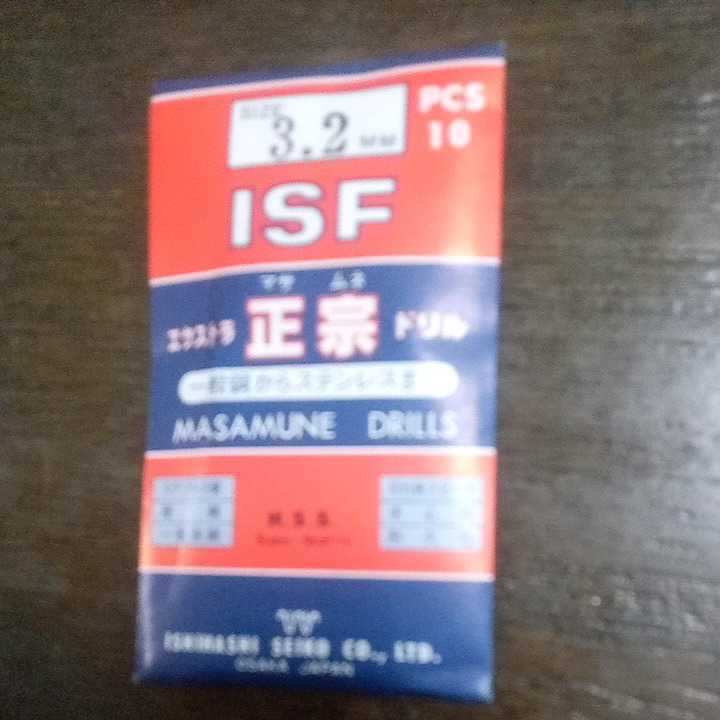 SIZE
3.2 MM
PCS
10
ISF
マサ ムネ
エクストラ 正宗 ドリル
一般鋼からステンレスま
MASAMUNE DRILLS
H.S.S.
ISHIHASHI SEIKO CO., LTD.
OSAKA JAPAN